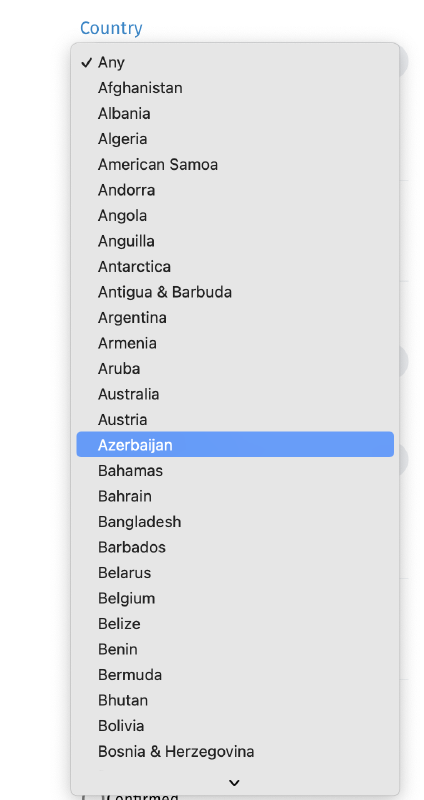 Country
✓ Any
Afghanistan
Albania
Algeria
American Samoa
Andorra
Angola
Anguilla
Antarctica
Antigua & Barbuda
Argentina
Armenia
Aruba
Australia
Austria
Azerbaijan
Bahamas
Bahrain
Bangladesh
Barbados
Belarus
Belgium
Belize
Benin
Bermuda
Bhutan
Bolivia
Bosnia & Herzegovina
Confirmed